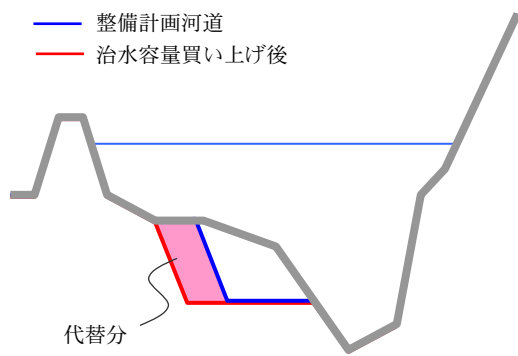 整備計画河道
治水容量買い上げ後
代替分